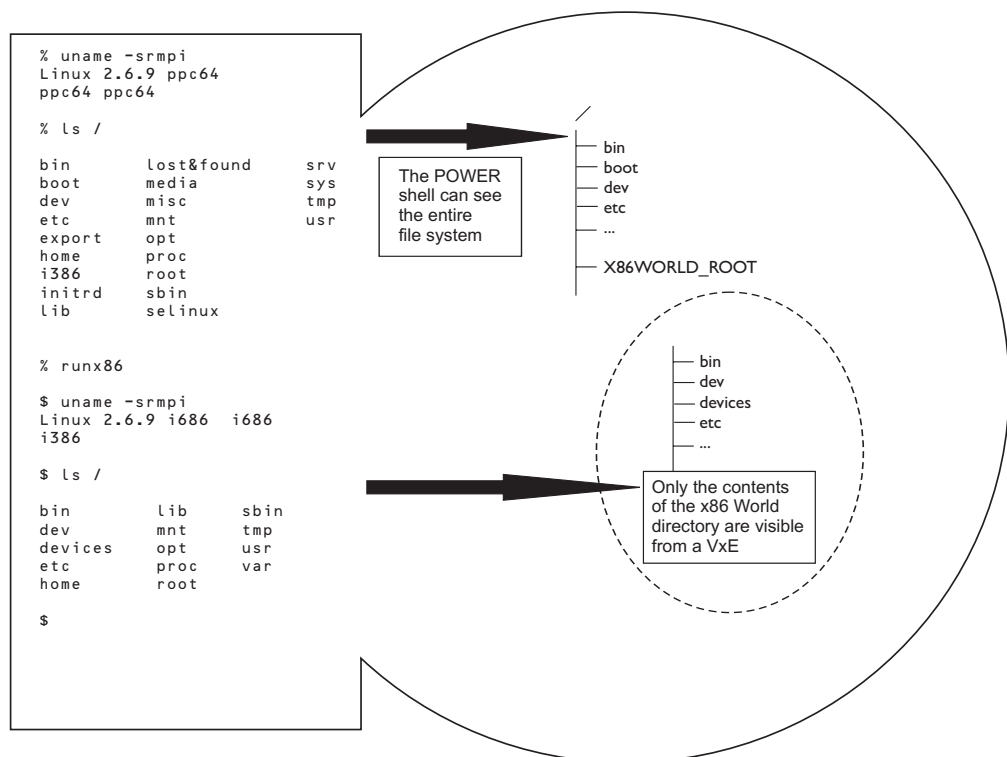 % uname -srmpi
Linux 2.6.9 ppc64
ppc64 ppc64
% ls /
bin lost&found srv
boot media sys
dev misc tmp
etc mnt usr
export opt
home proc
i386 root
initrd sbin
lib selinux
% runx86
$ uname -srmpi
Linux 2.6.9 i686 i686
i386
$ ls /
bin lib sbin
dev mnt tmp
devices opt usr
etc proc var
home root
$
The POWER
shell can see
the entire
file system
/
bin
boot
dev
etc
...
X86WORLD_ROOT
bin
dev
devices
etc
...
Only the contents
of the x86 World
directory are visible
from a VxE